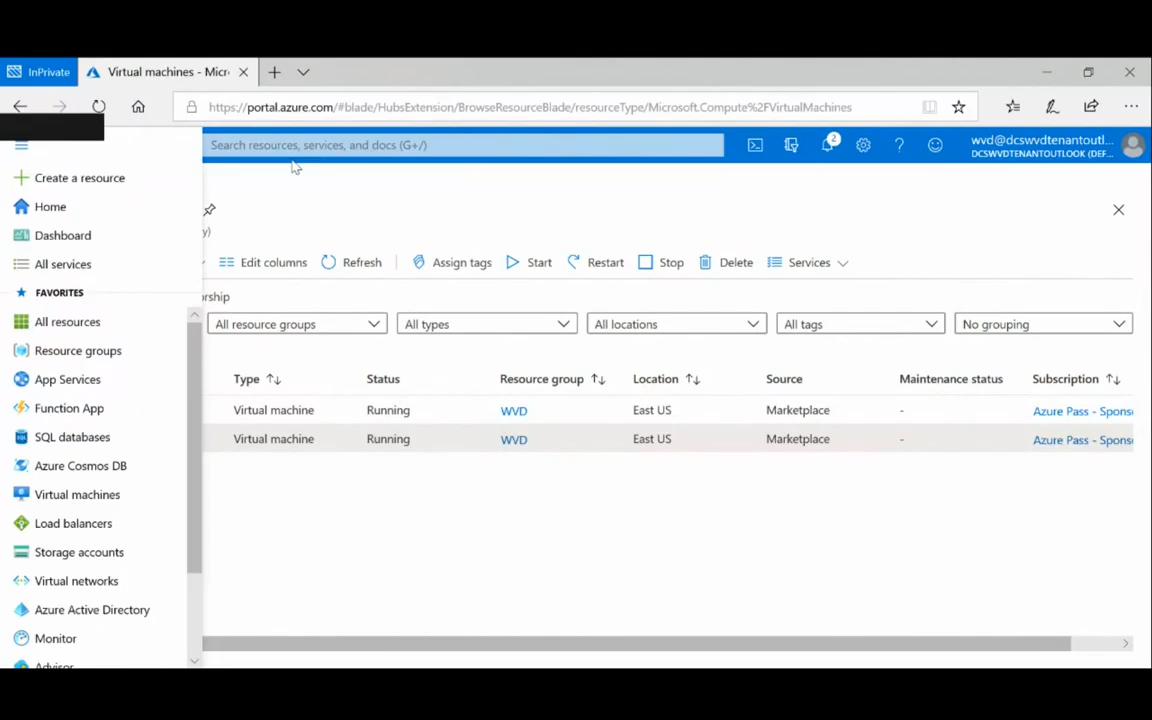 InPrivate
Virtual machines - Micr
https://portal.azure.com/#blade/HubsExtension/BrowseResourceBlade/resourceType/Microsoft.Compute%2FVirtualMachines
Search resources, services, and docs (G+/)
2
wvd@dcswvdtenantoutl...
DCSWVDTENANTOUTLOOK (DEF...
Create a resource
Home
Dashboard
All services
FAVORITES
All resources
Resource groups
App Services
Function App
SQL databases
Azure Cosmos DB
Virtual machines
Load balancers
Storage accounts
Virtual networks
Azure Active Directory
Monitor
Advisor
y)
Edit columns Refresh Assign tags Start Restart Stop Delete Services
orship
All resource groups All types All locations All tags No grouping
Type Status Resource group Location Source Maintenance status Subscription
Virtual machine Running WVD East US Marketplace - Azure Pass - Spons
Virtual machine Running WVD East US Marketplace - Azure Pass - Spons